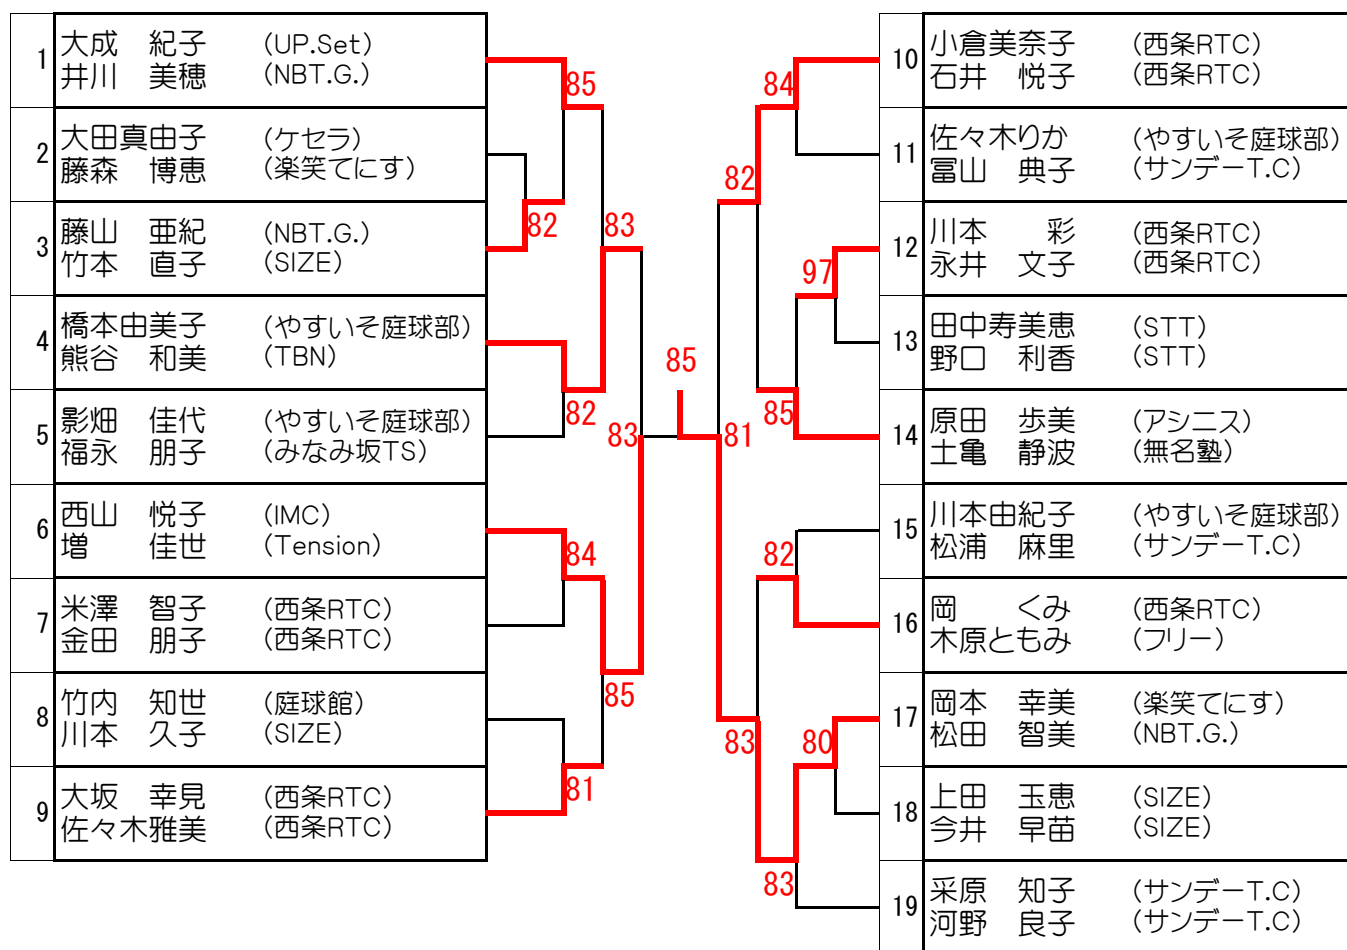 1 大成　紀子 (UP.Set)
井川　美穂 (NBT.G.)
2 大田真由子 (ケセラ)
藤森　博恵 (楽笑てにす)
3 藤山　亜紀 (NBT.G.)
竹本　直子 (SIZE)
4 橋本由美子 (やすいそ庭球部)
熊谷　和美 (TBN)
5 影畑　佳代 (やすいそ庭球部)
福永　朋子 (みなみ坂TS)
6 西山　悦子 (IMC)
増　　佳世 (Tension)
7 米澤　智子 (西条RTC)
金田　朋子 (西条RTC)
8 竹内　知世 (庭球館)
川本　久子 (SIZE)
9 大坂　幸見 (西条RTC)
佐々木雅美 (西条RTC)
85
82
83
82
83
84
85
81
85
84
82
97
85
81
82
83
80
83
10 小倉美奈子 (西条RTC)
石井　悦子 (西条RTC)
11 佐々木りか (やすいそ庭球部)
冨山　典子 (サンデーT.C)
12 川本　　彩 (西条RTC)
永井　文子 (西条RTC)
13 田中寿美恵 (STT)
野口　利香 (STT)
14 原田　歩美 (アシニス)
土亀　静波 (無名塾)
15 川本由紀子 (やすいそ庭球部)
松浦　麻里 (サンデーT.C)
16 岡　　くみ (西条RTC)
木原ともみ (フリー)
17 岡本　幸美 (楽笑てにす)
松田　智美 (NBT.G.)
18 上田　玉恵 (SIZE)
今井　早苗 (SIZE)
19 采原　知子 (サンデーT.C)
河野　良子 (サンデーT.C)